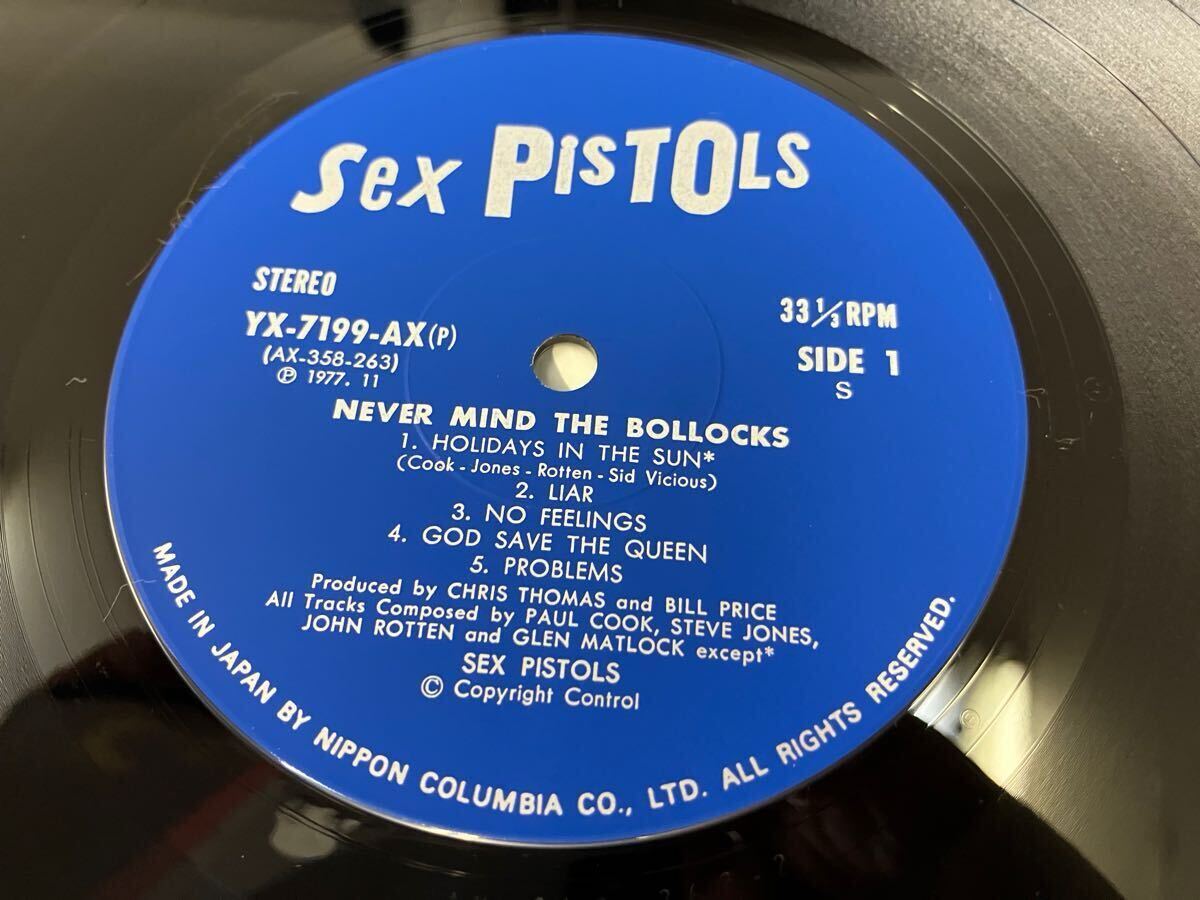 Sex PisTOLs
STEREO
YX-7199-AX(P)
(AX-358-263)
Ⓟ 1977. 11
33 1/3 RPM
SIDE 1
S
NEVER MIND THE BOLLOCKS
1. HOLIDAYS IN THE SUN*
(Cook - Jones - Rotten - Sid Vicious)
2. LIAR
3. NO FEELINGS
4. GOD SAVE THE QUEEN
5. PROBLEMS
Produced by CHRIS THOMAS and BILL PRICE
All Tracks Composed by PAUL COOK, STEVE JONES,
JOHN ROTTEN and GLEN MATLOCK except*
SEX PISTOLS
© Copyright Control
MADE IN JAPAN BY NIPPON COLUMBIA CO., LTD. ALL RIGHTS RESERVED.